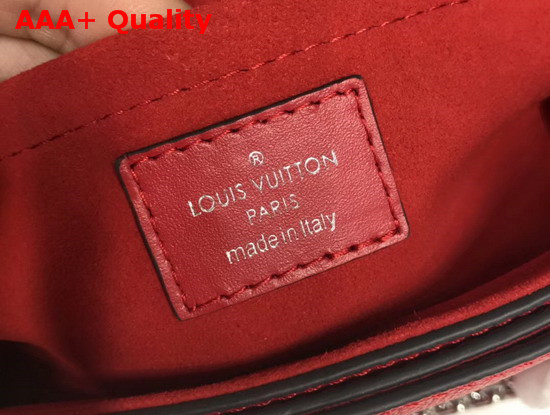 AAA+ Quality
®
LOUIS VUITTON
PARIS
made in Italy